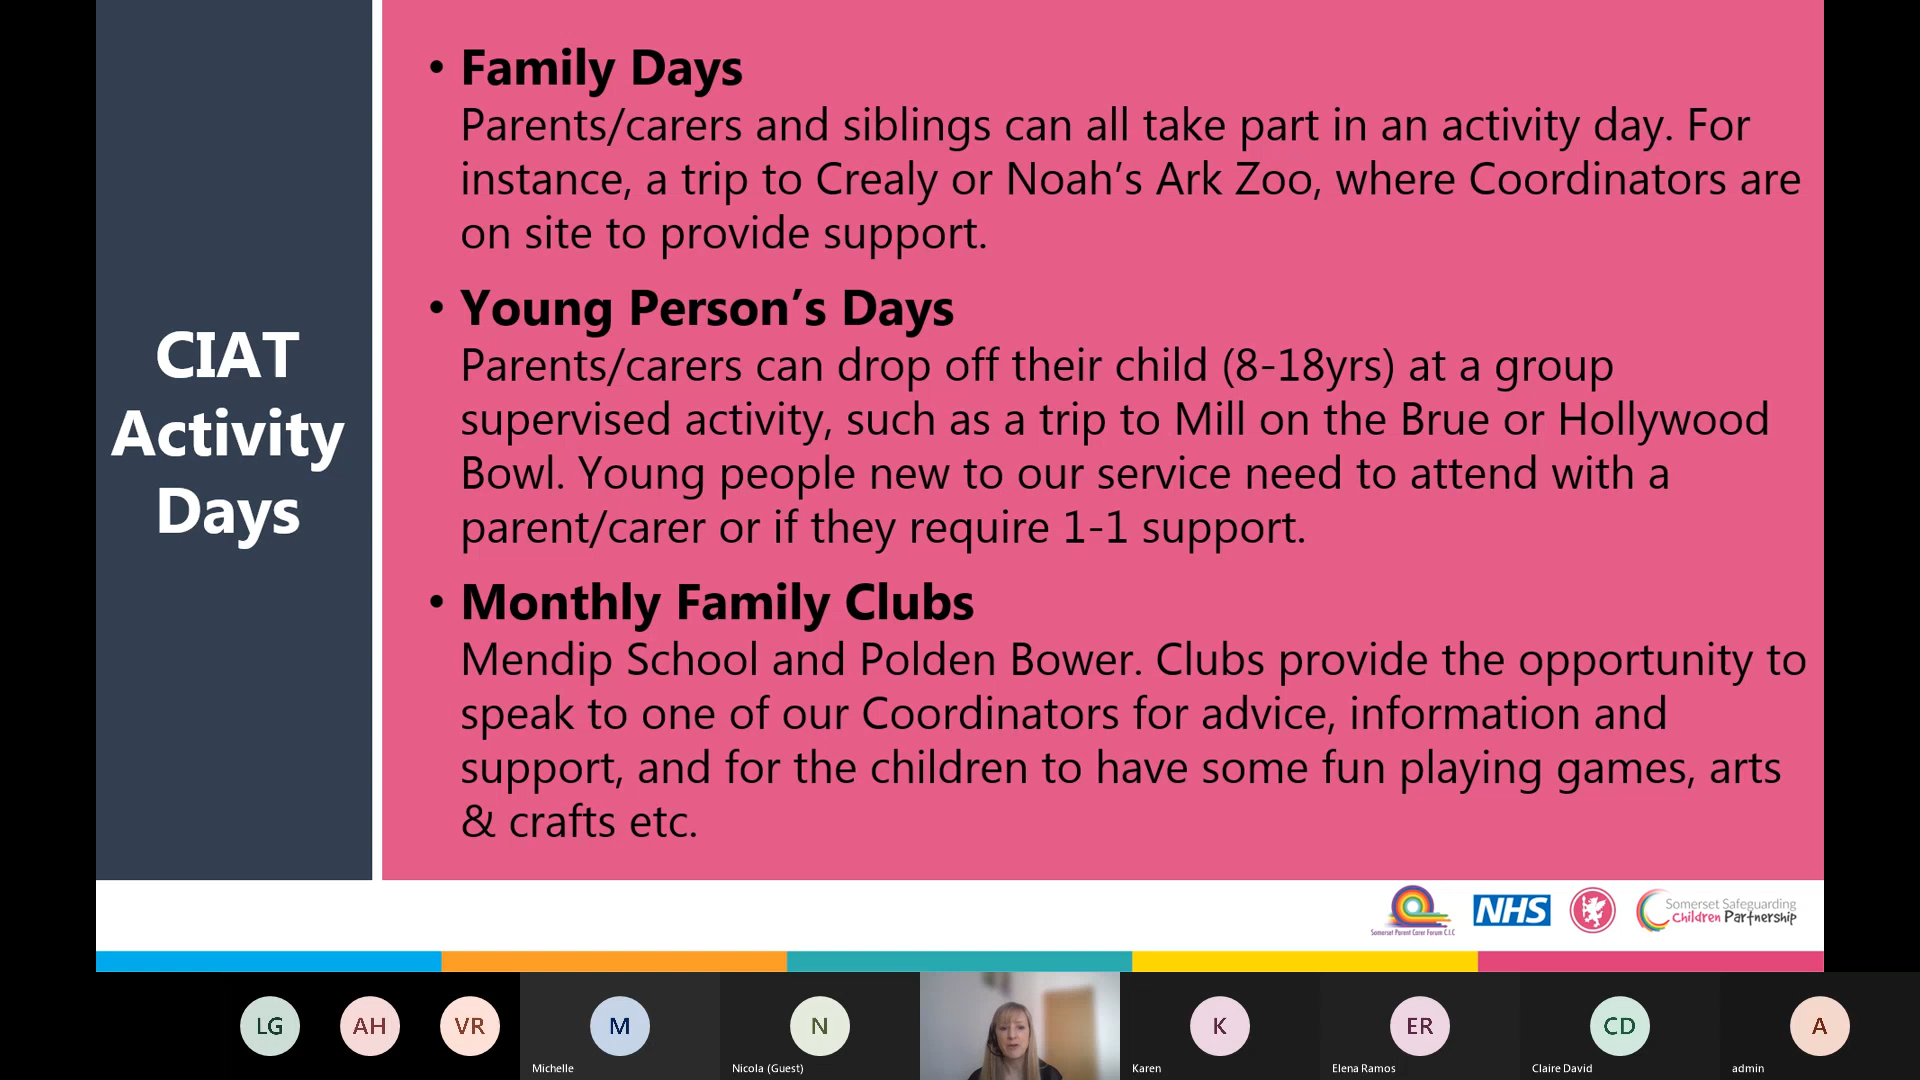 CIAT
Activity
Days
• Family Days
Parents/carers and siblings can all take part in an activity day. For
instance, a trip to Crealy or Noah’s Ark Zoo, where Coordinators are
on site to provide support.
• Young Person’s Days
Parents/carers can drop off their child (8-18yrs) at a group
supervised activity, such as a trip to Mill on the Brue or Hollywood
Bowl. Young people new to our service need to attend with a
parent/carer or if they require 1-1 support.
• Monthly Family Clubs
Mendip School and Polden Bower. Clubs provide the opportunity to
speak to one of our Coordinators for advice, information and
support, and for the children to have some fun playing games, arts
& crafts etc.
Somerset Parent Carer Forum C.I.C
NHS
Somerset Safeguarding
Children Partnership
LG
AH
VR
M
N
K
ER
CD
A
Michelle
Nicola (Guest)
Karen
Elena Ramos
Claire David
admin